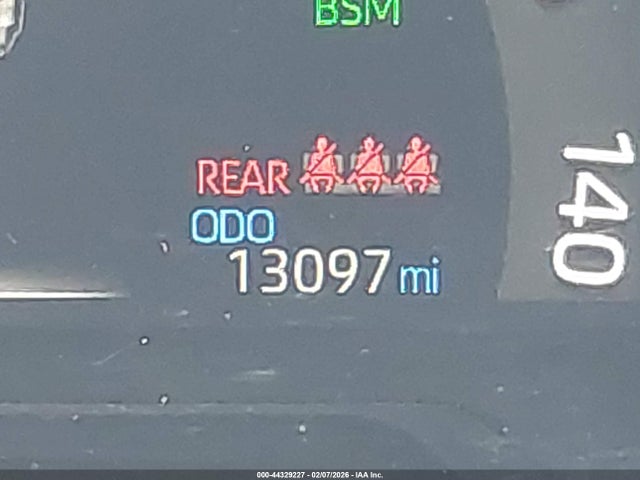 BSM
REAR
ODO
13097 mi
140
000-44329227 - 02/07/2026 - IAA Inc.